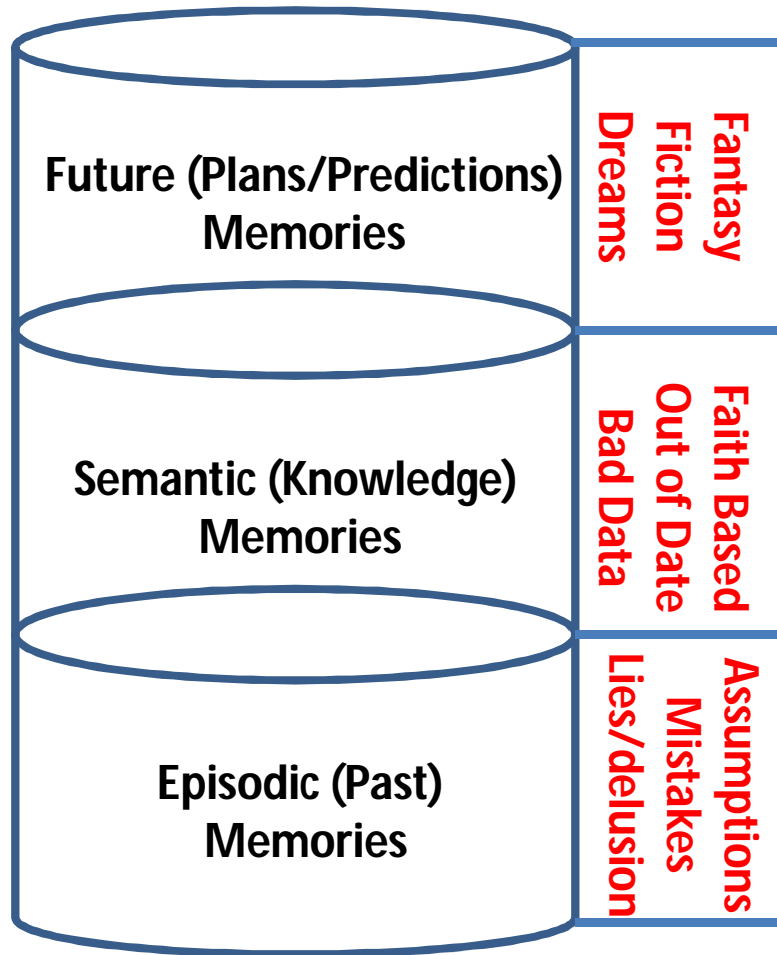 Future (Plans/Predictions)
Memories
Fantasy
Fiction
Dreams
Semantic (Knowledge)
Memories
Faith Based
Out of Date
Bad Data
Episodic (Past)
Memories
Assumptions
Mistakes
Lies/delusion